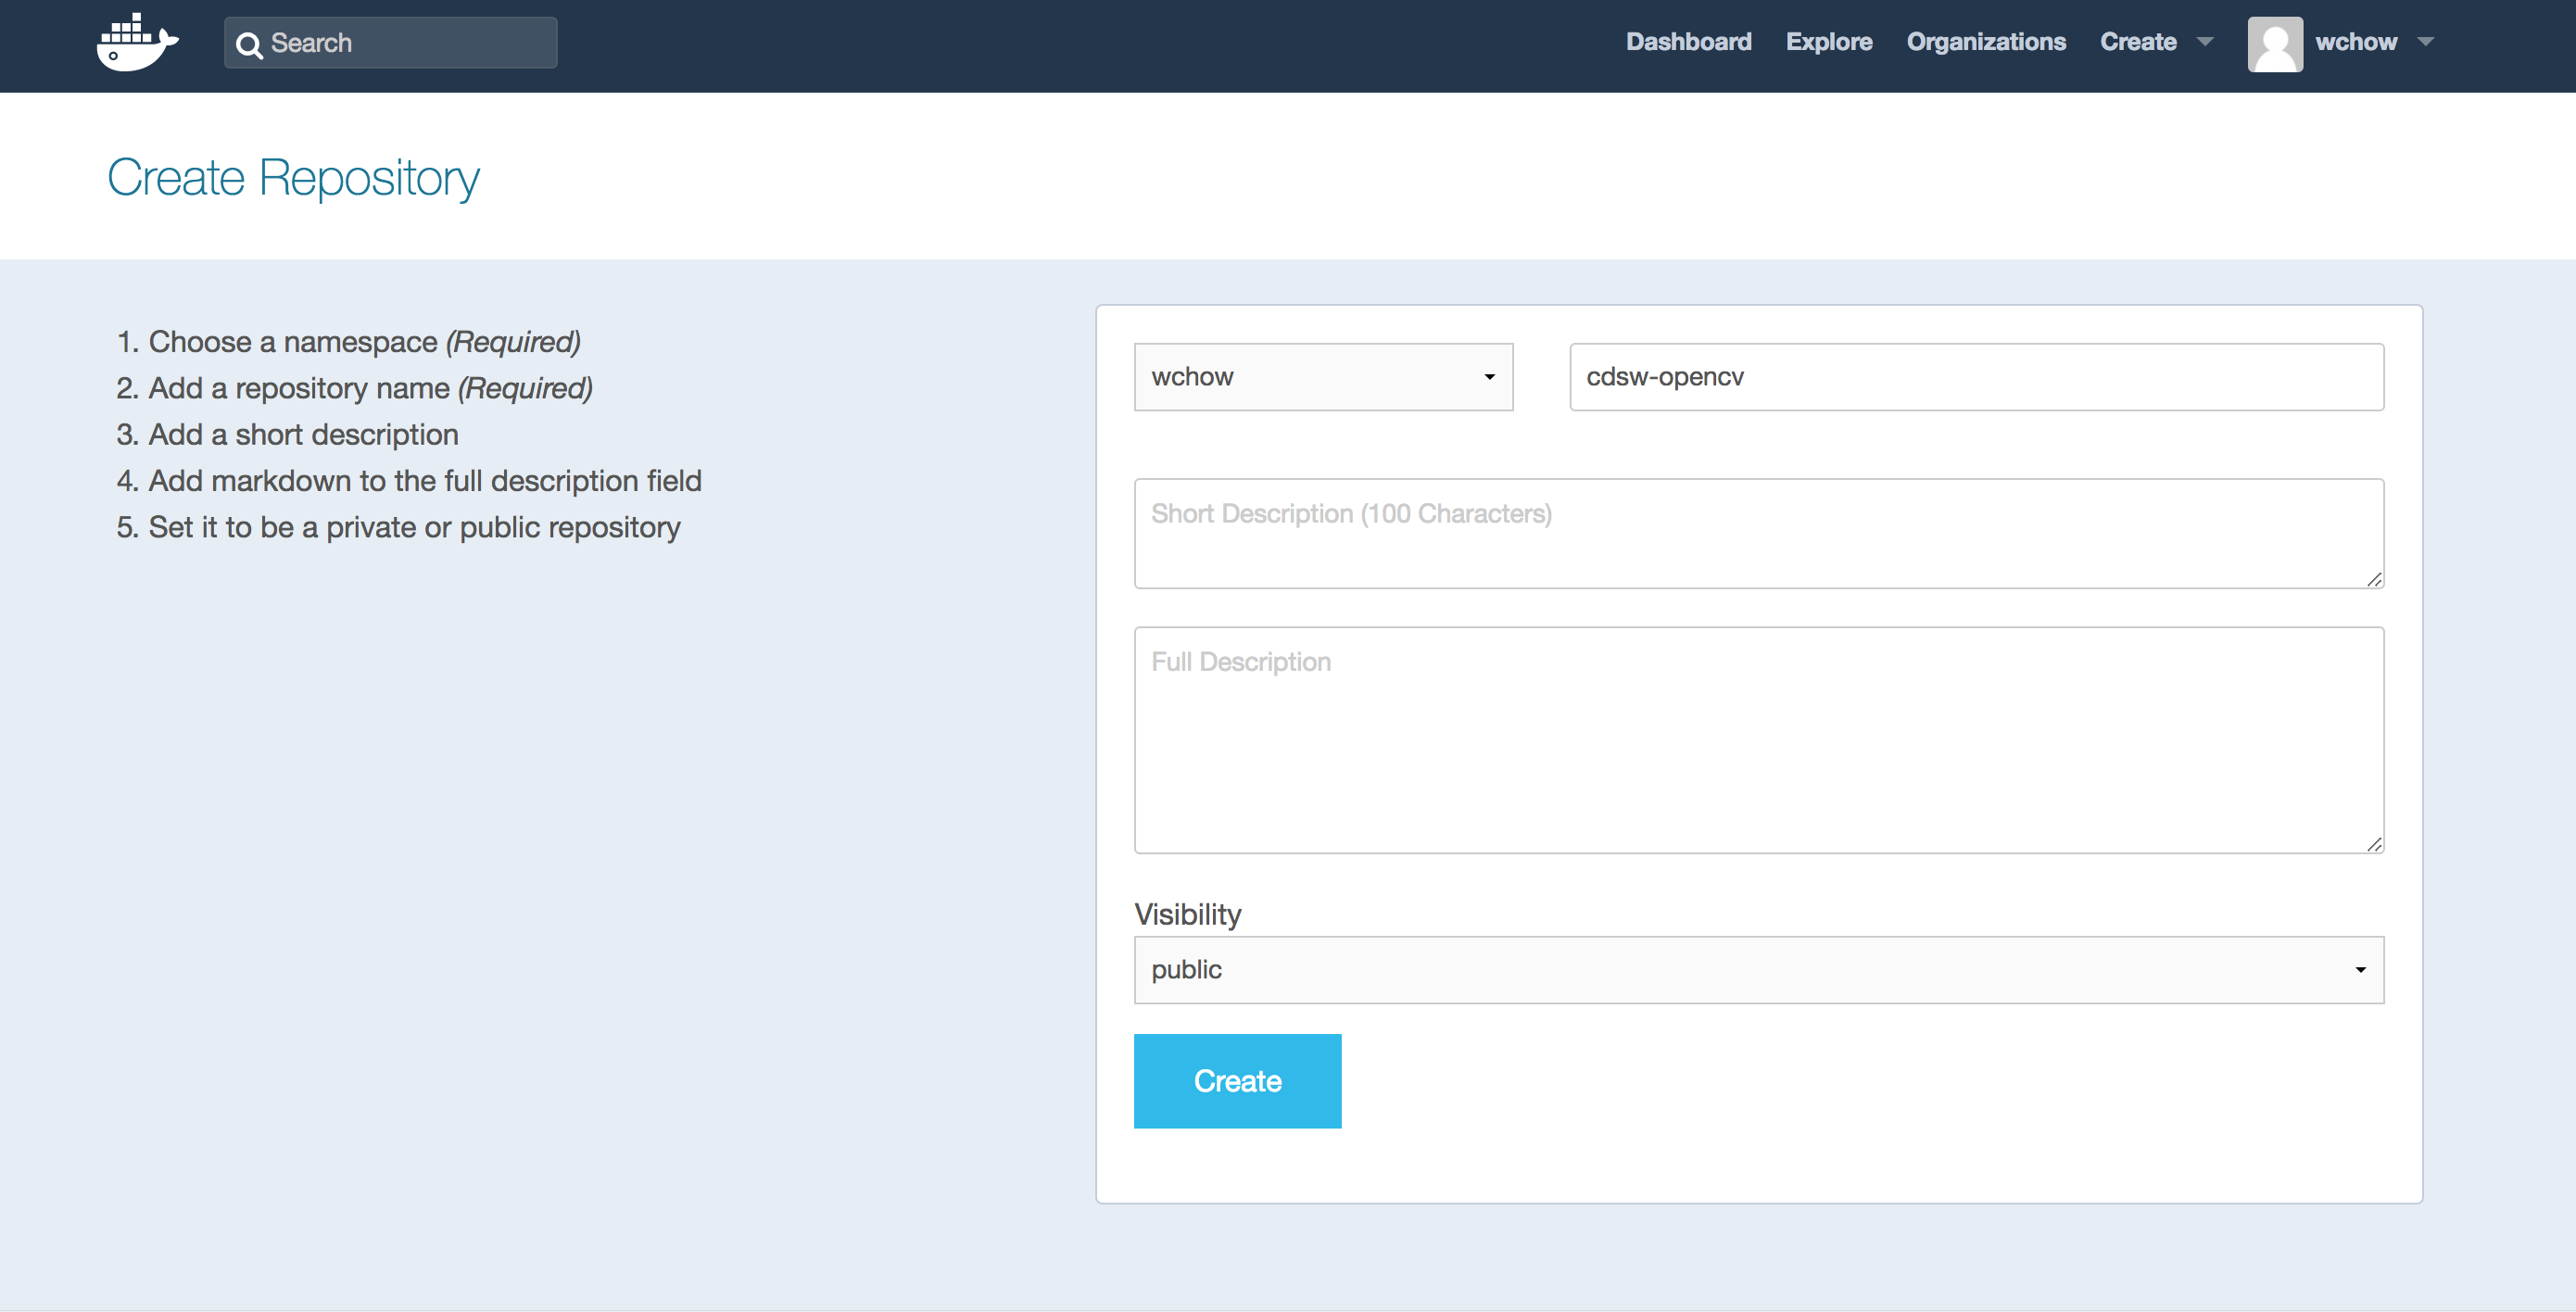 Search
Dashboard Explore Organizations Create wchow
Create Repository
1. Choose a namespace (Required)
2. Add a repository name (Required)
3. Add a short description
4. Add markdown to the full description field
5. Set it to be a private or public repository
wchow
cdsw-opencv
Short Description (100 Characters)
Full Description
Visibility
public
Create